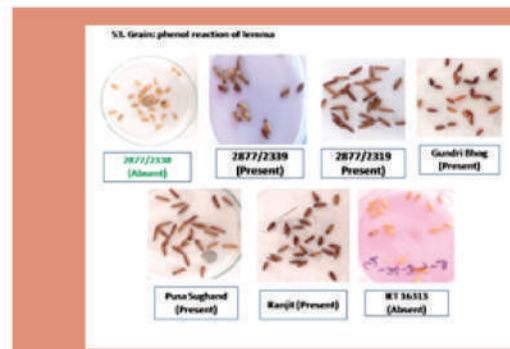 53. Grain: phenol reaction of lemma
2877/2338
(Absent)
2877/2339
(Present)
2877/2319
Present)
Gundri Bhog
(Present)
Pusa Sughand
(Present)
Ranjit (Present)
IET 16313
(Absent)